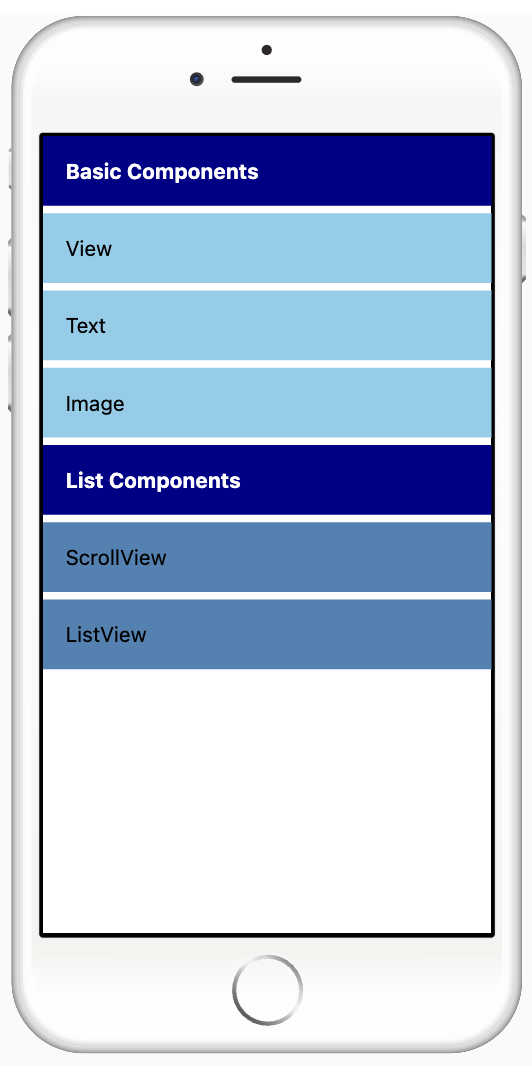 Basic Components
View
Text
Image
List Components
ScrollView
ListView